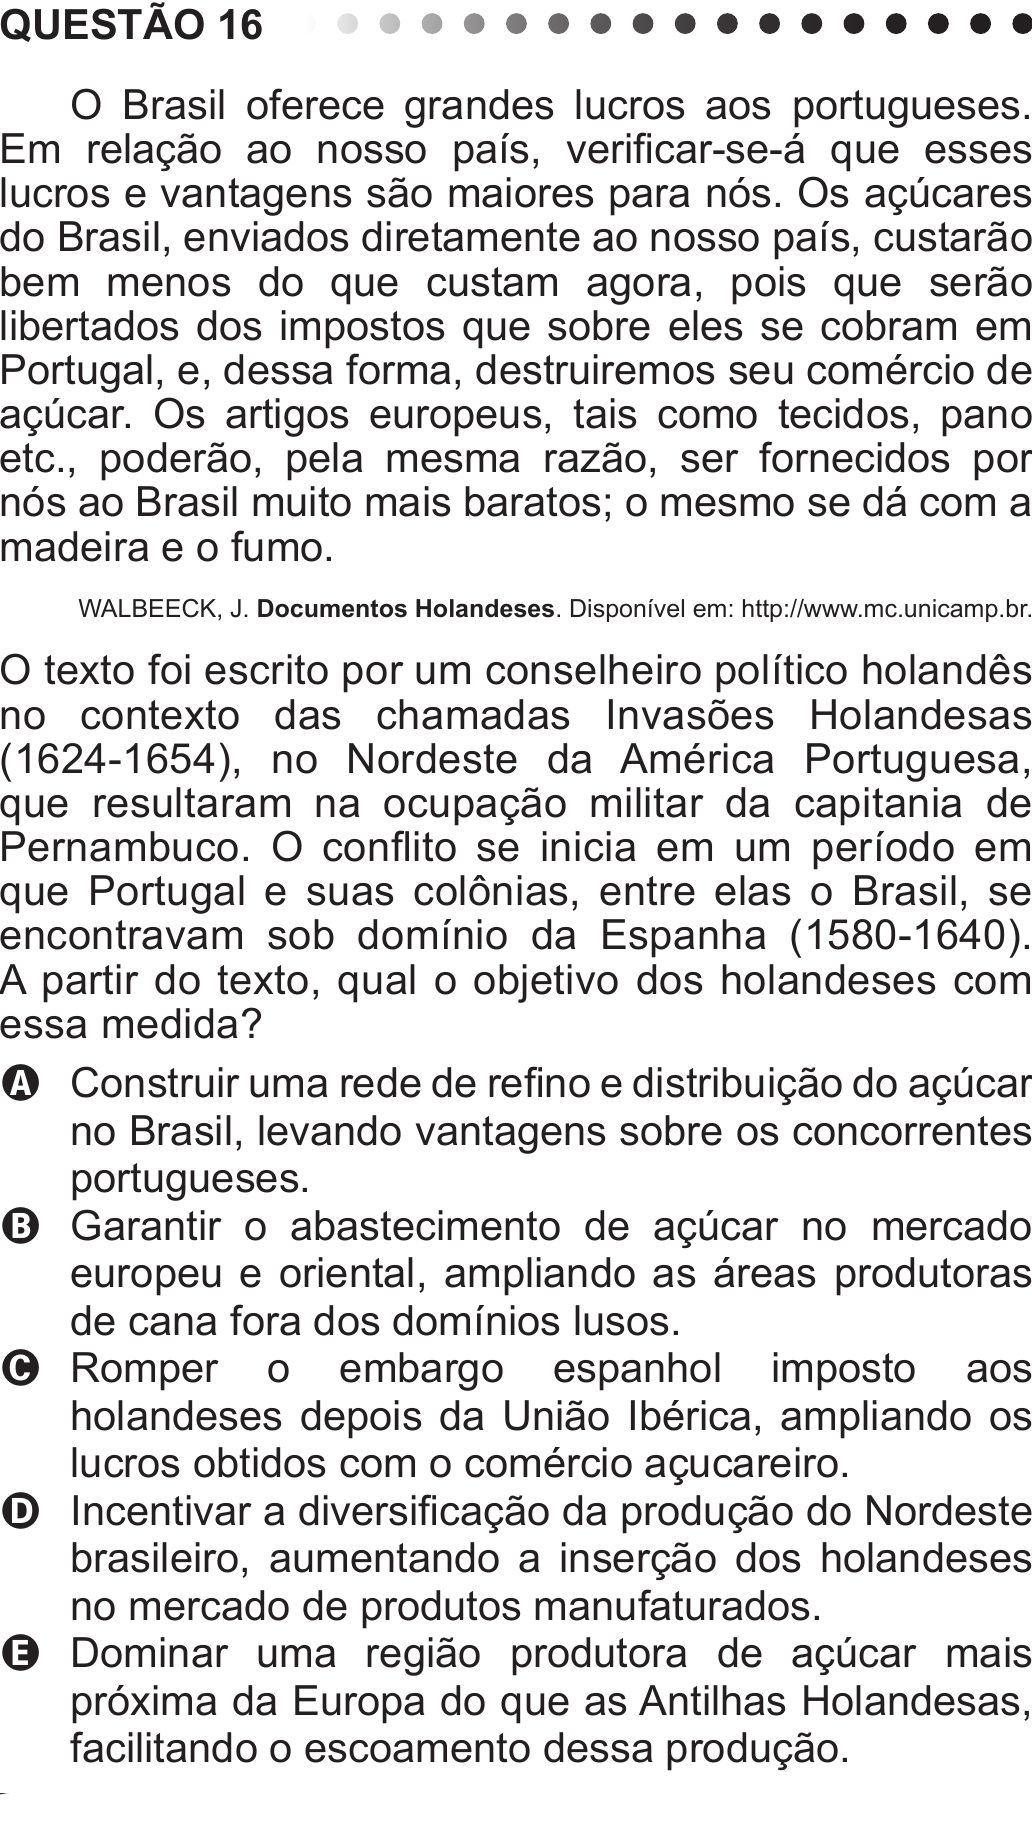 QUESTÃO 16
O Brasil oferece grandes lucros aos portugueses.
Em relação ao nosso país, verificar-se-á que esses
lucros e vantagens são maiores para nós. Os açúcares
do Brasil, enviados diretamente ao nosso país, custarão
bem menos do que custam agora, pois que serão
libertados dos impostos que sobre eles se cobram em
Portugal, e, dessa forma, destruiremos seu comércio de
açúcar. Os artigos europeus, tais como tecidos, pano
etc., poderão, pela mesma razão, ser fornecidos por
nós ao Brasil muito mais baratos; o mesmo se dá com a
madeira e o fumo.
WALBEECK, J. Documentos Holandeses. Disponível em: http://www.mc.unicamp.br.
O texto foi escrito por um conselheiro político holandês
no contexto das chamadas Invasões Holandesas
(1624-1654), no Nordeste da América Portuguesa,
que resultaram na ocupação militar da capitania de
Pernambuco. O conflito se inicia em um período em
que Portugal e suas colônias, entre elas o Brasil, se
encontravam sob domínio da Espanha (1580-1640).
A partir do texto, qual o objetivo dos holandeses com
essa medida?
A Construir uma rede de refino e distribuição do açúcar
no Brasil, levando vantagens sobre os concorrentes
portugueses.
B Garantir o abastecimento de açúcar no mercado
europeu e oriental, ampliando as áreas produtoras
de cana fora dos domínios lusos.
C Romper o embargo espanhol imposto aos
holandeses depois da União Ibérica, ampliando os
lucros obtidos com o comércio açucareiro.
D Incentivar a diversificação da produção do Nordeste
brasileiro, aumentando a inserção dos holandeses
no mercado de produtos manufaturados.
E Dominar uma região produtora de açúcar mais
próxima da Europa do que as Antilhas Holandesas,
facilitando o escoamento dessa produção.